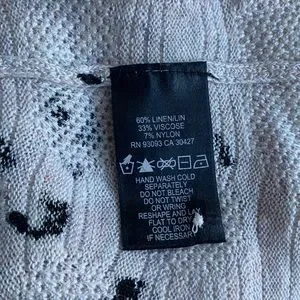 60% LINEN/LIN
33% VISCOSE
7% NYLON
RN 93093 CA 30427
HAND WASH COLD
SEPARATELY
DO NOT BLEACH
DO NOT TWIST
OR WRING
RESHAPE AND LAY
FLAT TO DRY
COOL IRON
IF NECESSARY